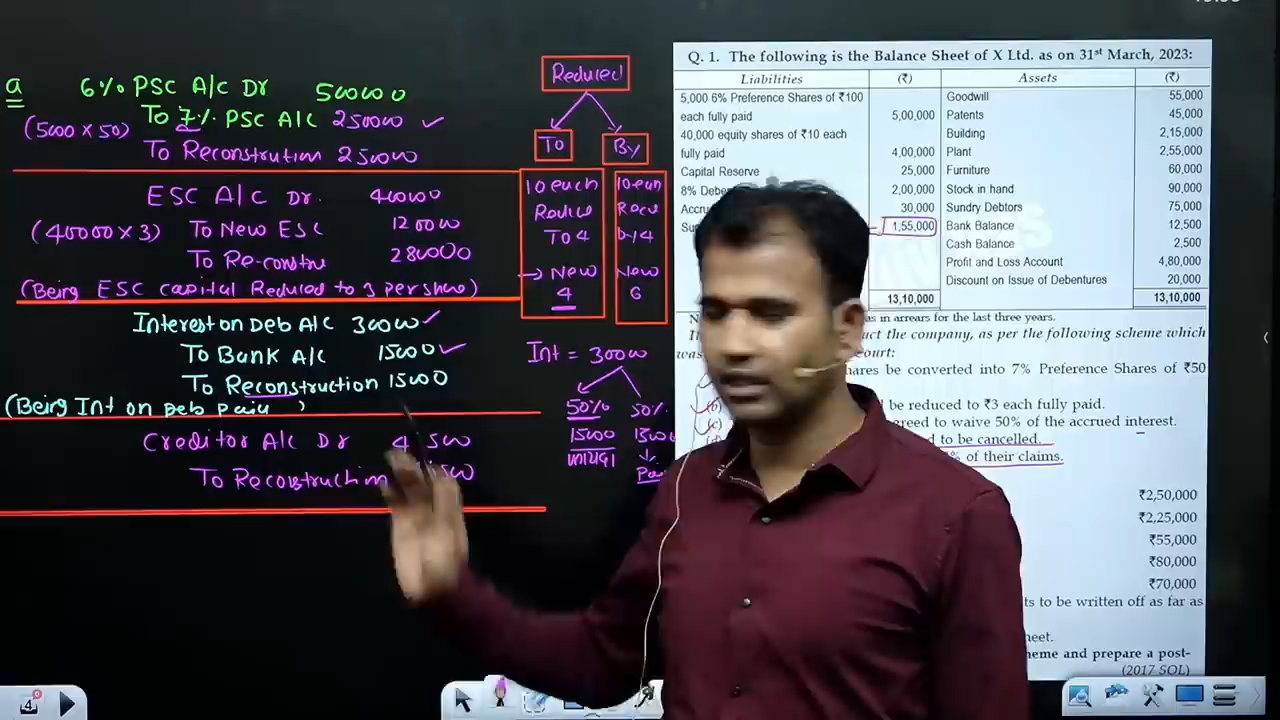 a 6% PSC A/c Dr 500000
(5000 x 50) To 7% PSC A/c 250000
To Reconstrution 250000
ESC A/c Dr. 400000
(40000 x 3) To New ESC 120000
To Re-constru 280000
(Being ESC capital Reduced to 3 per share)
Interest on Deb A/c 30000
To Bank A/c 15000
To Reconstruction 15000
(Being Int on Deb paid )
Creditor A/c Dr 4 500
To Reconstruction 500
Reduced
To By
10 each
Reduce
To 4
New
4
10 each
Redu
by 4
New
6
Int = 30000
50% 50%
15000 15000
Q. 1. The following is the Balance Sheet of X Ltd. as on 31st March, 2023:
Liabilities (₹) Assets (₹)
5,000 6% Preference Shares of ₹100 Goodwill 55,000
each fully paid 5,00,000 Patents 45,000
40,000 equity shares of ₹10 each Building 2,15,000
fully paid 4,00,000 Plant 2,55,000
Capital Reserve 25,000 Furniture 60,000
8% Debe 2,00,000 Stock in hand 90,000
Accru 30,000 Sundry Debtors 75,000
Su 1,55,000 Bank Balance 12,500
Cash Balance 2,500
Profit and Loss Account 4,80,000
Discount on Issue of Debentures 20,000
13,10,000 13,10,000
as in arrears for the last three years.
It uct the company, as per the following scheme which
was court:
hares be converted into 7% Preference Shares of ₹50
be reduced to ₹3 each fully paid.
greed to waive 50% of the accrued interest.
d to be cancelled.
% of their claims.
₹2,50,000
₹2,25,000
₹55,000
₹80,000
₹70,000
ts to be written off as far as
heet.
heme and prepare a post-
(2017 SOL)
4